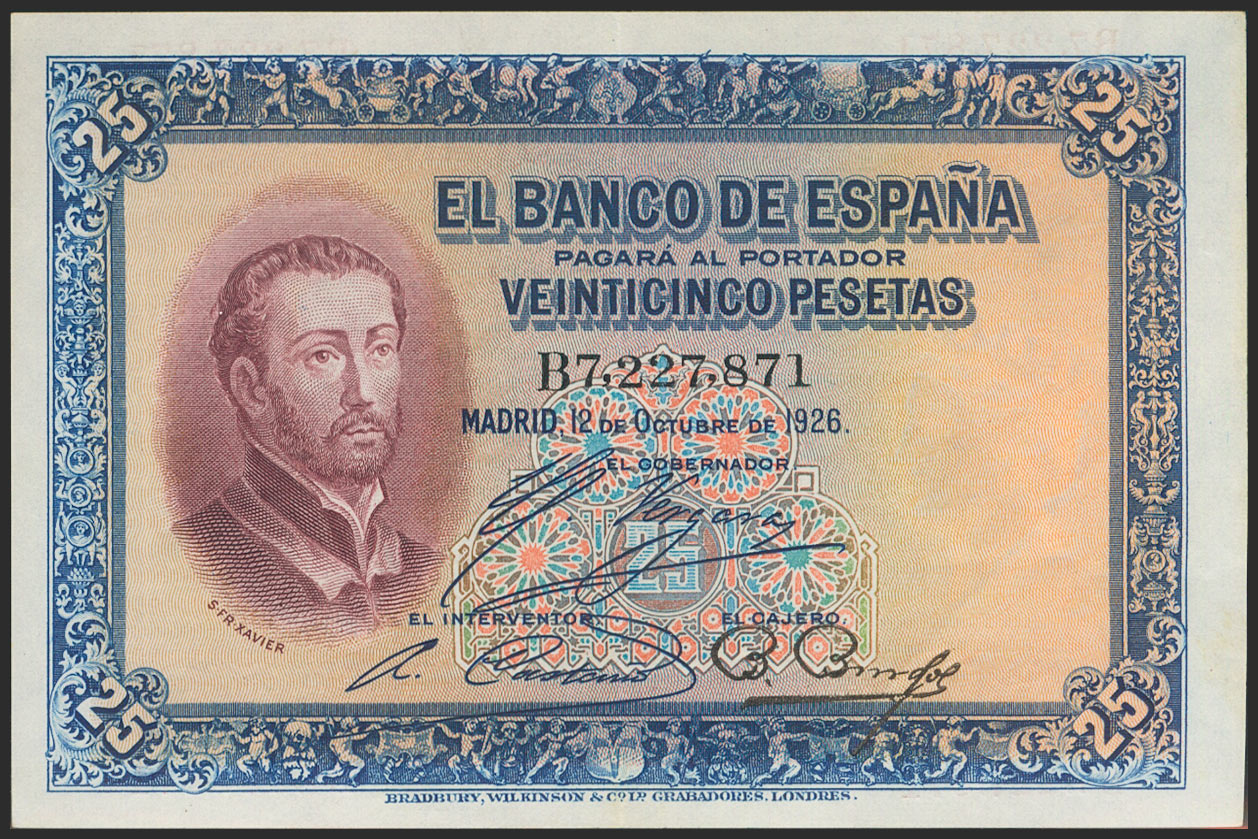 25
25
EL BANCO DE ESPAÑA
PAGARÁ AL PORTADOR
VEINTICINCO PESETAS
B7,227,871
MADRID, 12 DE OCTUBRE DE 1926.
EL GOBERNADOR
25
EL INTERVENTOR
EL CAJERO.
S. FR. XAVIER
25
25
BRADBURY, WILKINSON & Cº Lᴰ. GRABADORES. LONDRES.